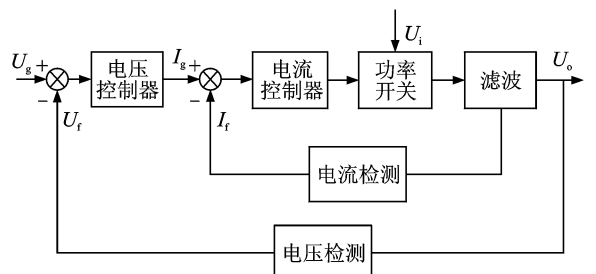 U_g +
−
U_f
电压
控制器
I_g +
−
I_f
电流
控制器
U_i
功率
开关
滤波
U_o
电流检测
电压检测